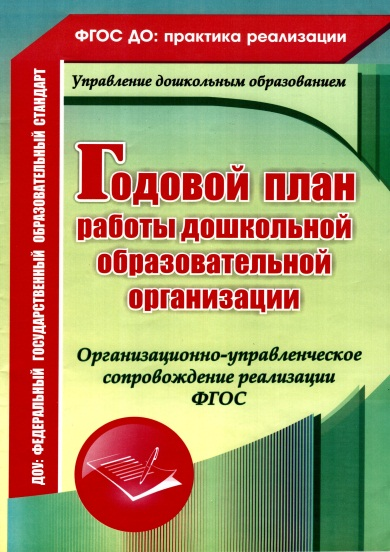 ФГОС ДО: практика реализации
Управление дошкольным образованием
ДОУ: ФЕДЕРАЛЬНЫЙ ГОСУДАРСТВЕННЫЙ ОБРАЗОВАТЕЛЬНЫЙ СТАНДАРТ
Годовой план
работы дошкольной
образовательной
организации
Организационно-управленческое
сопровождение реализации
ФГОС